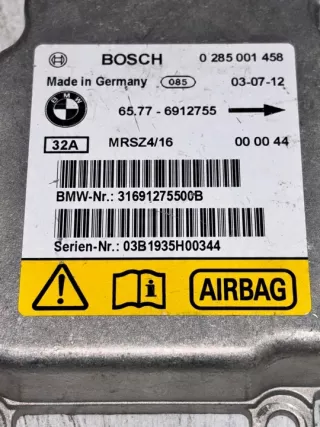 BOSCH 0 285 001 458
Made in Germany 085 03-07-12
BMW 65.77 - 6912755
32A MRSZ4/16 00 00 44
BMW-Nr.: 31691275500B
Serien-Nr.: 03B1935H00344
AIRBAG